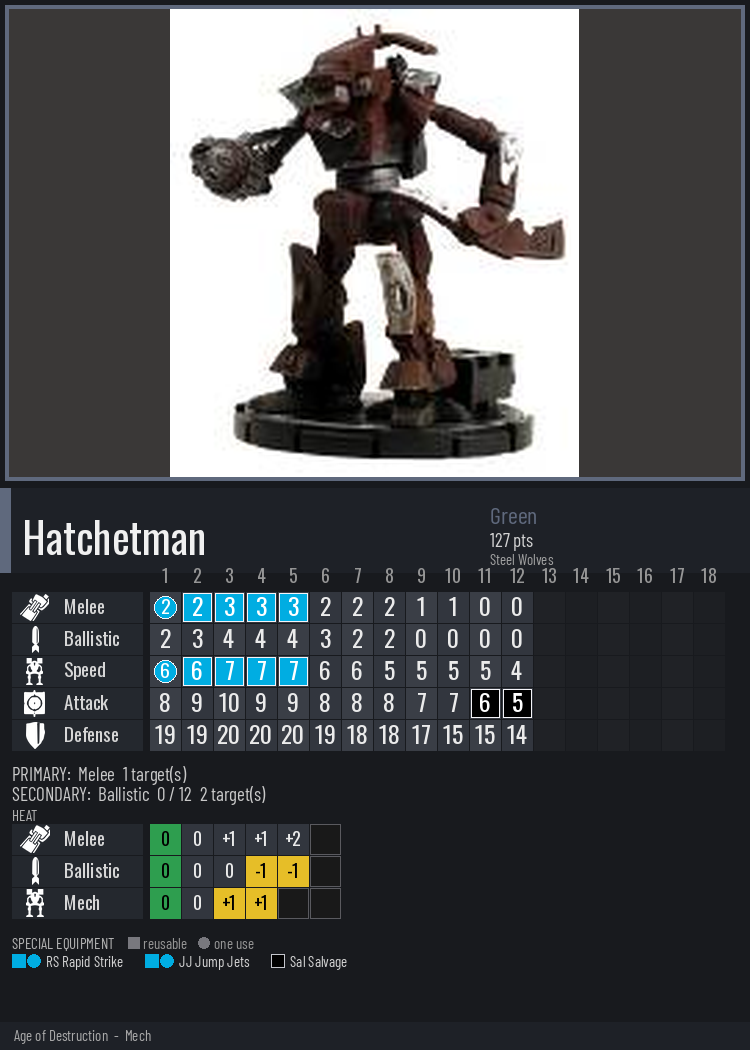 Hatchetman
Green
127 pts
Steel Wolves
1 2 3 4 5 6 7 8 9 10 11 12 13 14 15 16 17 18
Melee 2 2 3 3 3 2 2 2 1 1 0 0
Ballistic 2 3 4 4 4 3 2 2 0 0 0 0
Speed 6 6 7 7 7 6 6 5 5 5 5 4
Attack 8 9 10 9 9 8 8 8 7 7 6 5
Defense 19 19 20 20 20 19 18 18 17 15 15 14
PRIMARY: Melee 1 target(s)
SECONDARY: Ballistic 0 / 12 2 target(s)
HEAT
Melee 0 0 +1 +1 +2
Ballistic 0 0 0 -1 -1
Mech 0 0 +1 +1
SPECIAL EQUIPMENT reusable one use
RS Rapid Strike JJ Jump Jets Sal Salvage
Age of Destruction - Mech